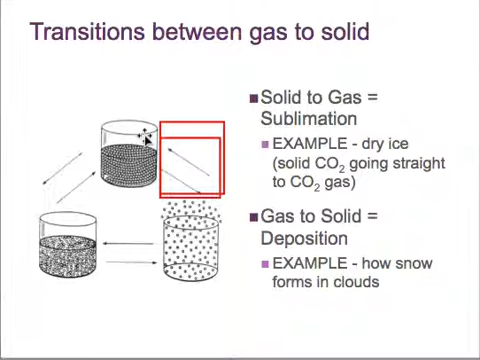 Transitions between gas to solid
Solid to Gas =
Sublimation
EXAMPLE - dry ice
(solid CO₂ going straight
to CO₂ gas)
Gas to Solid =
Deposition
EXAMPLE - how snow
forms in clouds